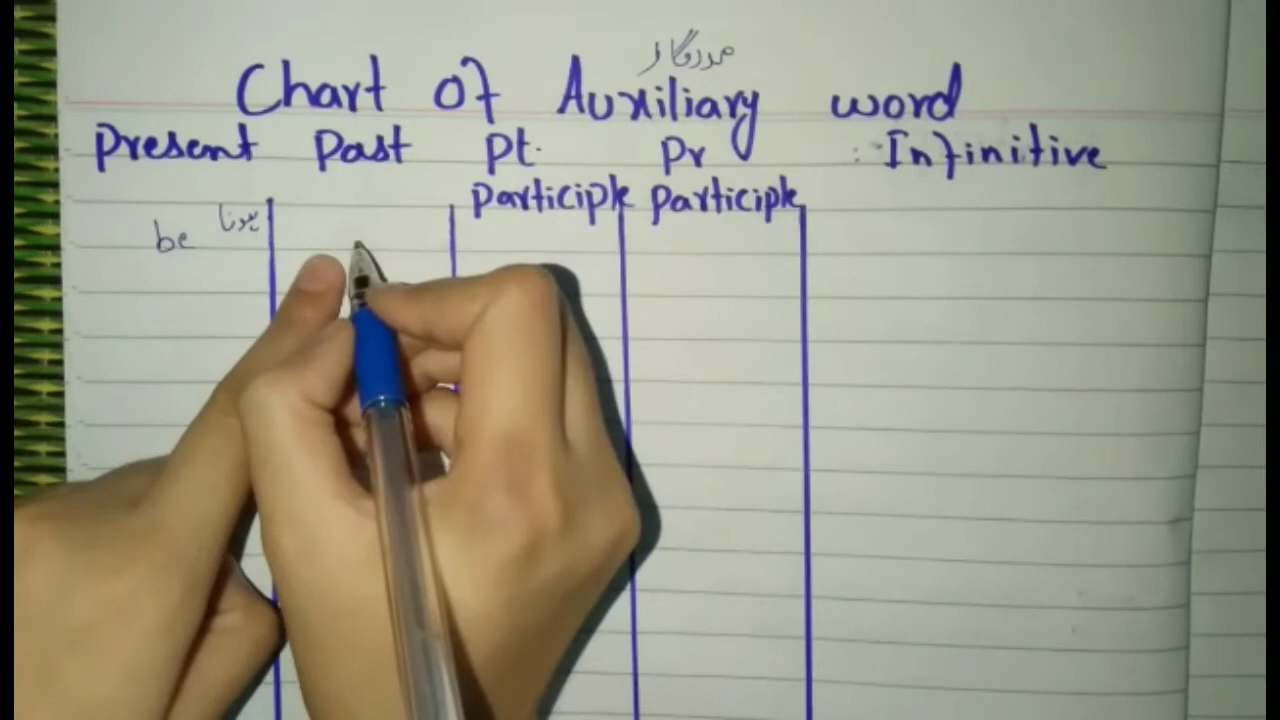 مددگار
Chart of Auxiliary word
Present Past Pt. Pr : Infinitive
participle participle
be ہونا